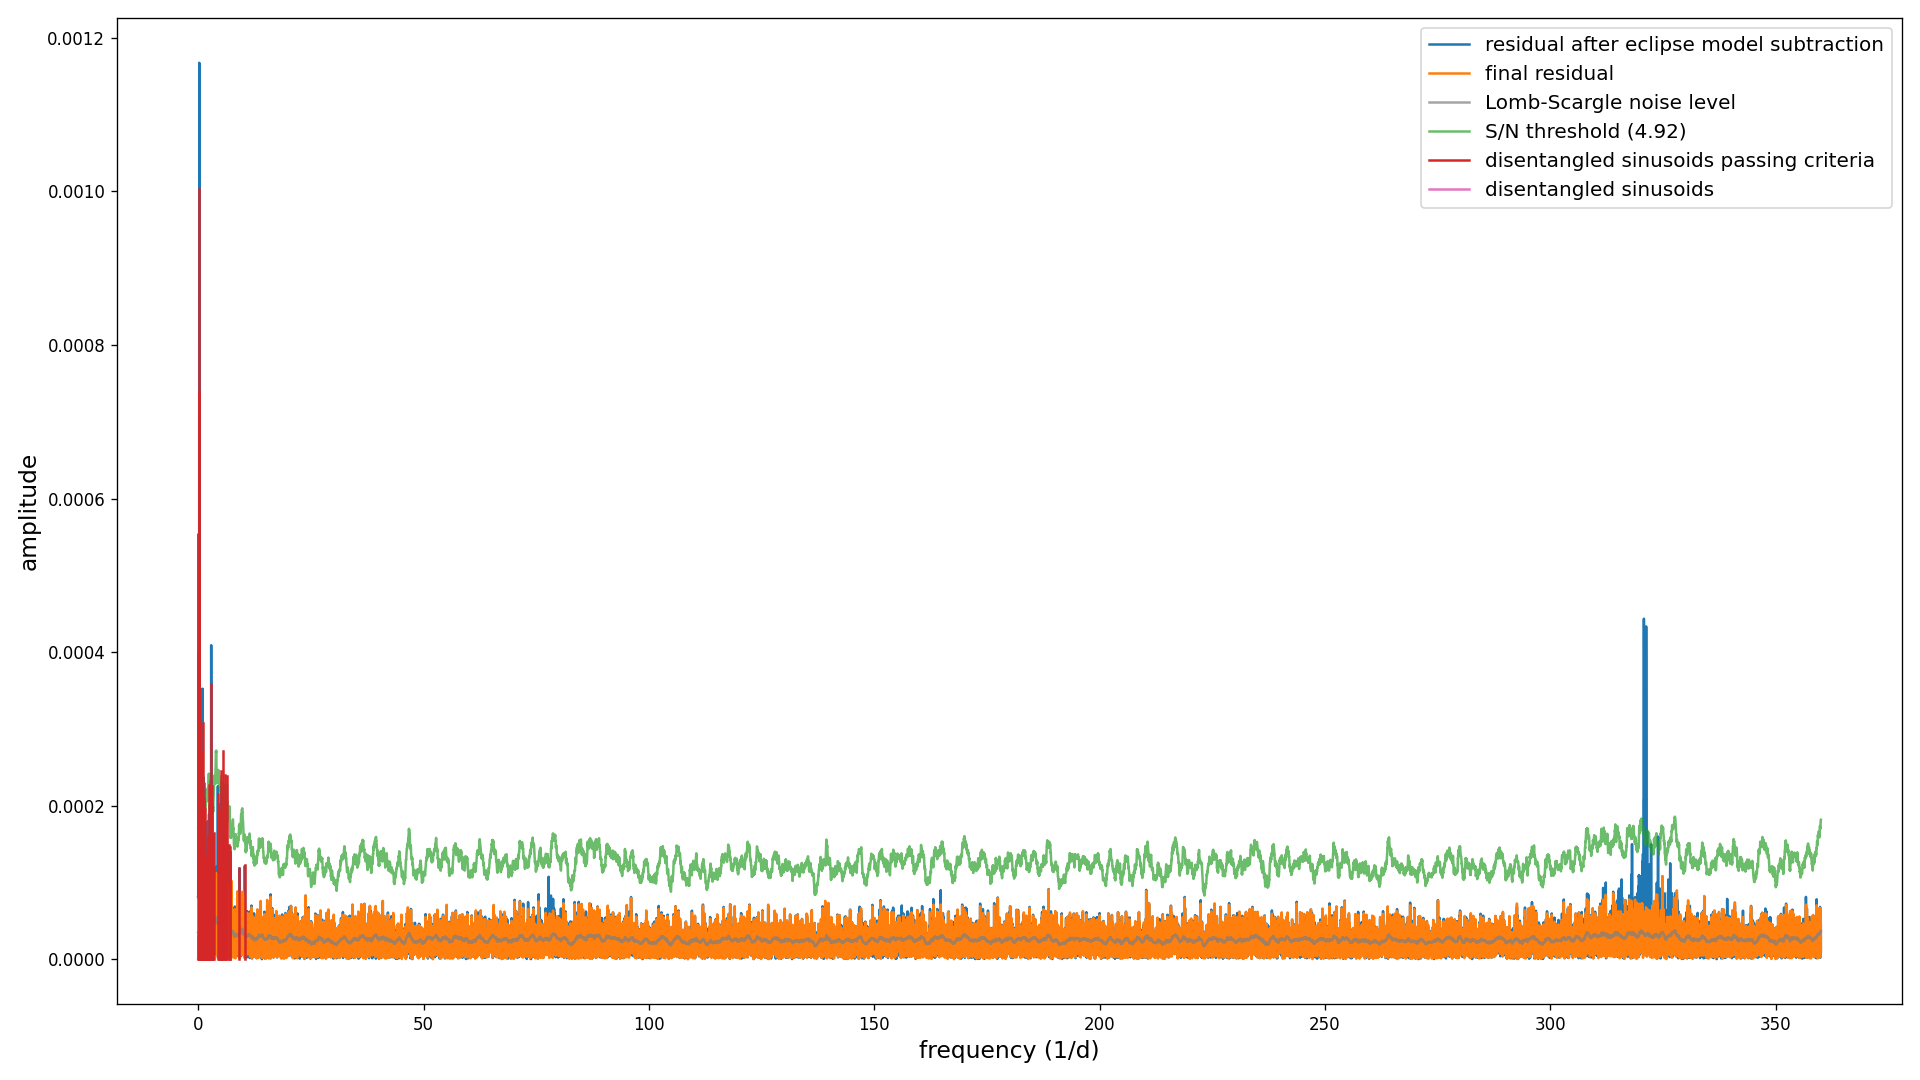 0.0012
0.0010
0.0008
0.0006
0.0004
0.0002
0.0000
amplitude
0 50 100 150 200 250 300 350
frequency (1/d)
residual after eclipse model subtraction
final residual
Lomb-Scargle noise level
S/N threshold (4.92)
disentangled sinusoids passing criteria
disentangled sinusoids